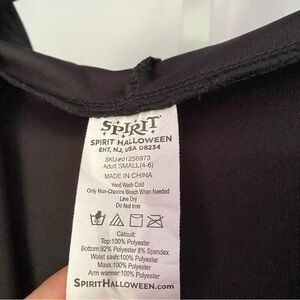 SPIRIT
SPIRIT HALLOWEEN
EHT, NJ, USA 08234
SKU#01256973
Adult SMALL(4-6)
MADE IN CHINA
Hand Wash Cold
Only Non-Chlorine Bleach When Needed
Line Dry
Do Not Iron
Catsuit:
Top:100% Polyester
Bottom:92% Polyester 8% Spandex
Waist sash:100% Polyester
Mask:100% Polyester
Arm warmer:100% Polyester
SPIRITHALLOWEEN.com